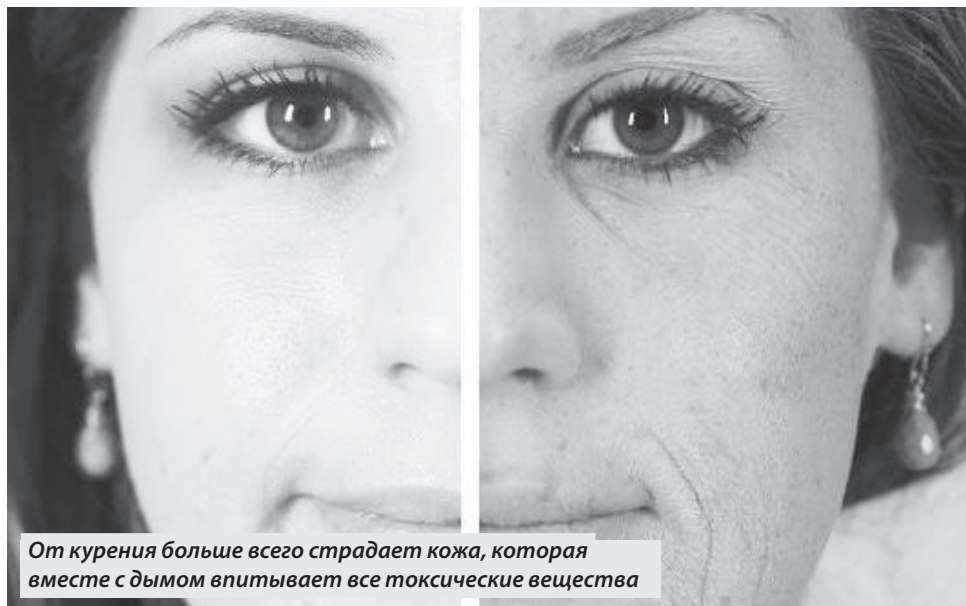 От курения больше всего страдает кожа, которая
вместе с дымом впитывает все токсические вещества